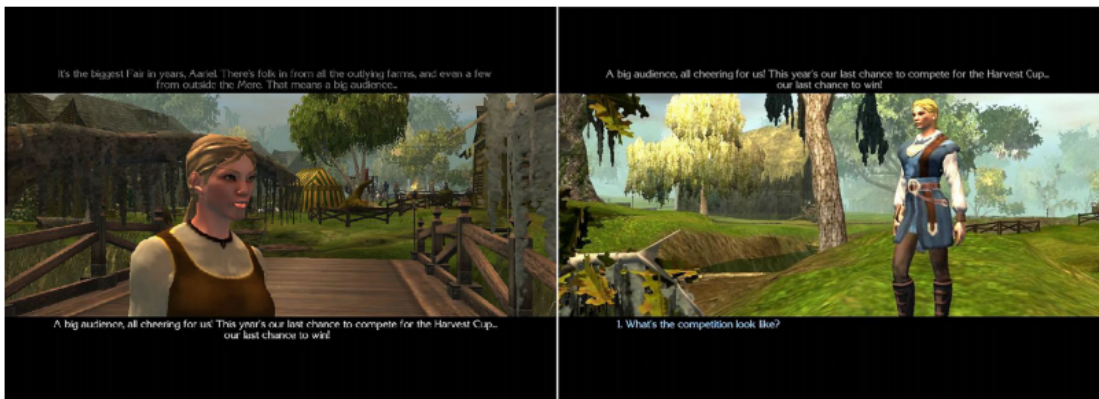 It's the biggest Fair in years, Aariel. There's folk in from all the outlying farms, and even a few
from outside the Mere. That means a big audience...
A big audience, all cheering for us! This year's our last chance to compete for the Harvest Cup...
our last chance to win!
A big audience, all cheering for us! This year's our last chance to compete for the Harvest Cup...
our last chance to win!
1. What's the competition look like?